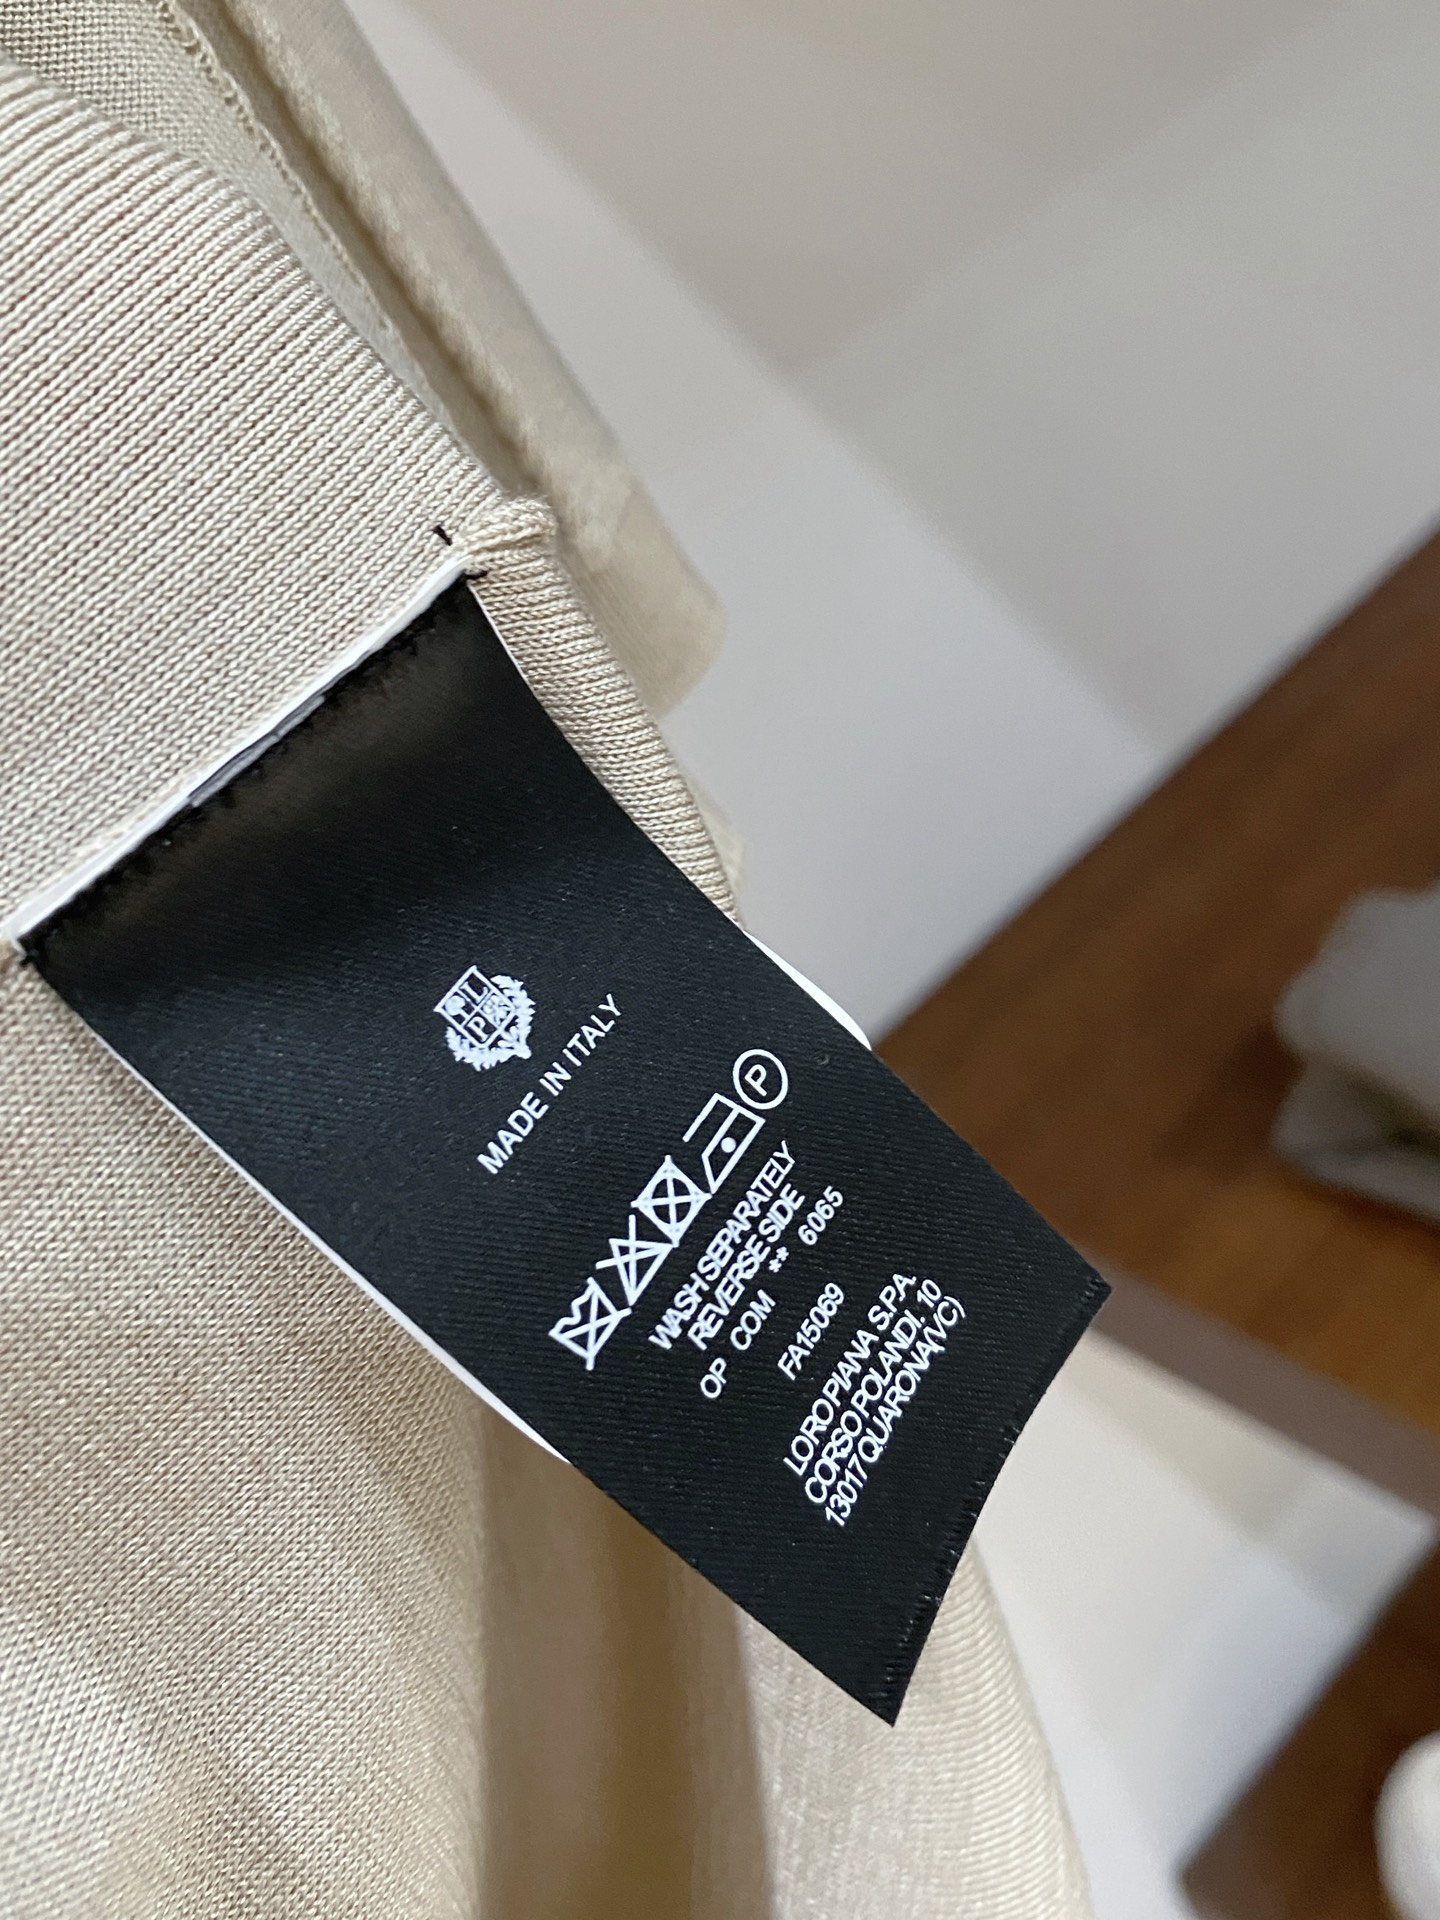 L
P
MADE IN ITALY
P
WASH SEPARATELY
REVERSE SIDE
OP COM ** 6065
FA15069
LORO PIANA S.P.A.
CORSO POLANDI. 10
13017 QUARONA(VC)